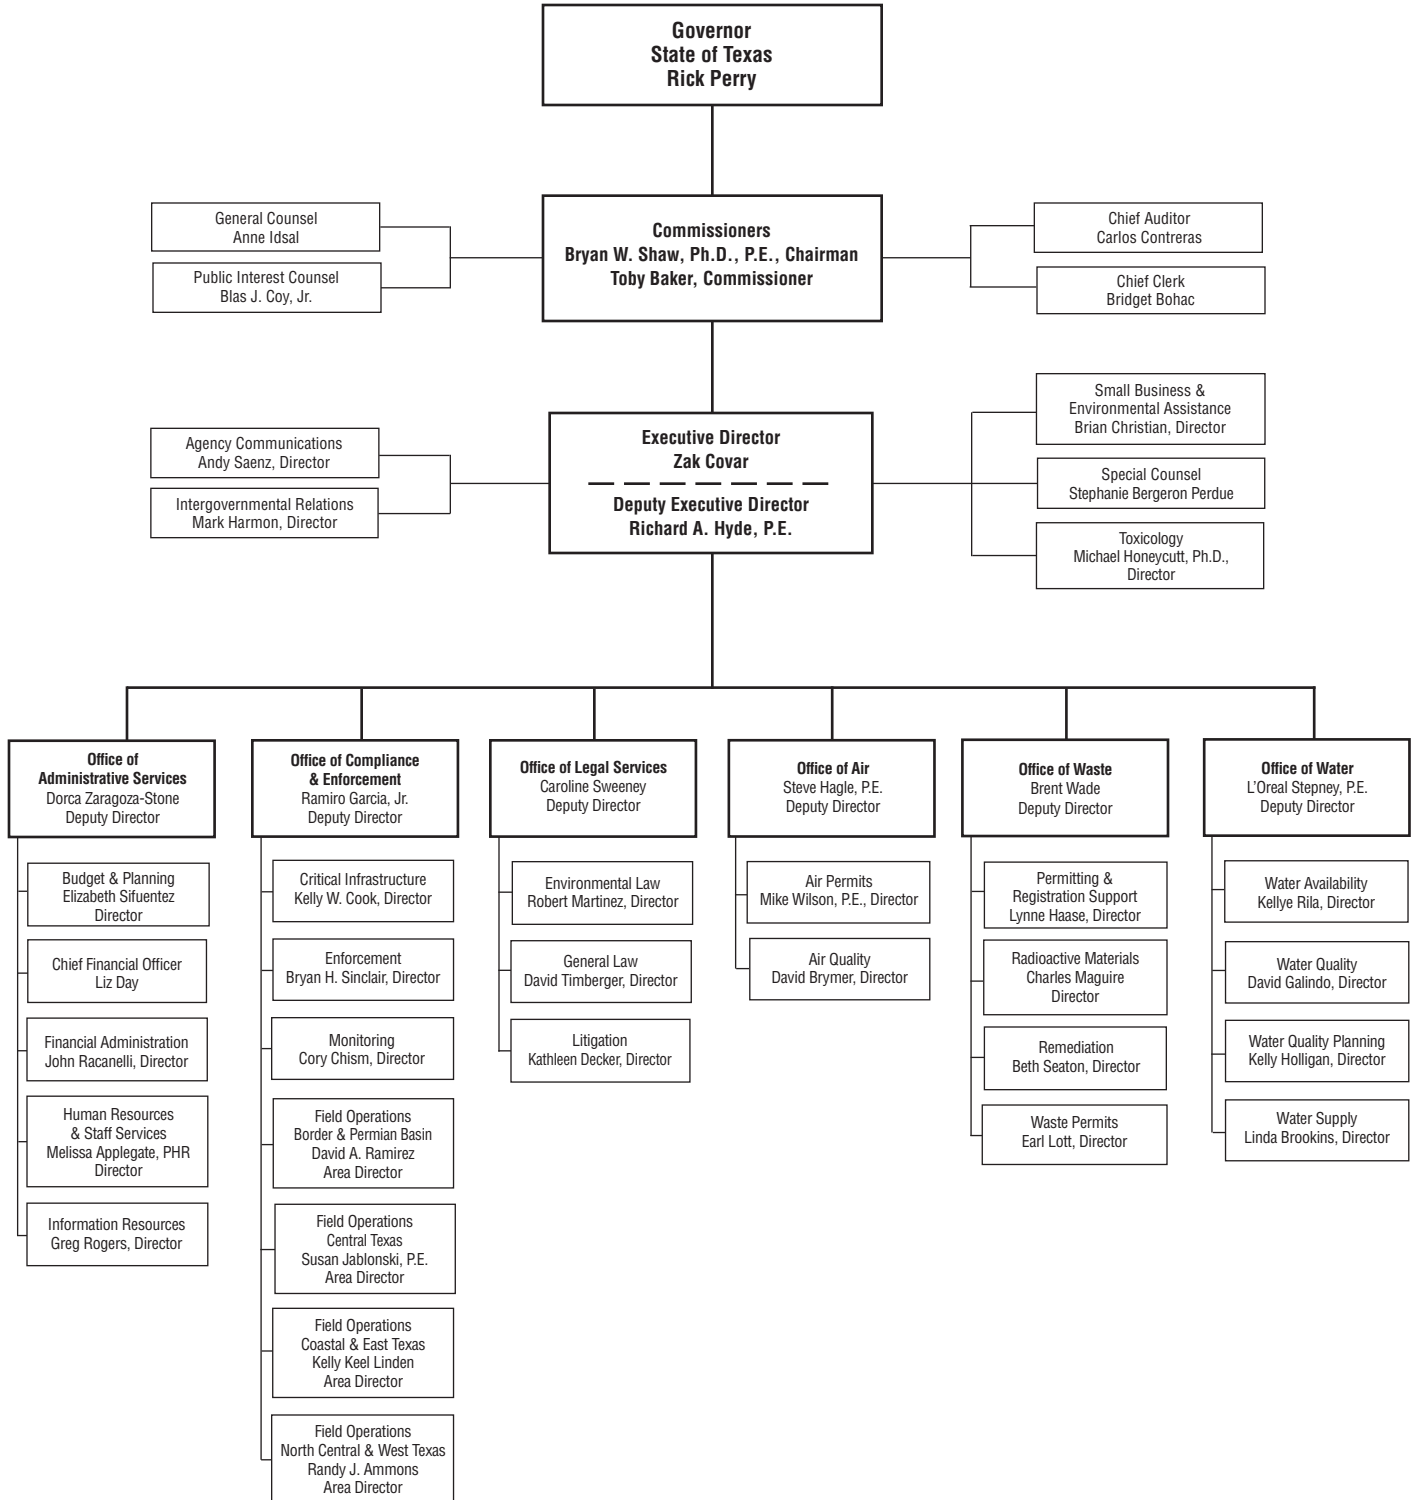 Governor
State of Texas
Rick Perry
General Counsel
Anne Idsal
Public Interest Counsel
Blas J. Coy, Jr.
Commissioners
Bryan W. Shaw, Ph.D., P.E., Chairman
Toby Baker, Commissioner
Chief Auditor
Carlos Contreras
Chief Clerk
Bridget Bohac
Agency Communications
Andy Saenz, Director
Intergovernmental Relations
Mark Harmon, Director
Executive Director
Zak Covar
Deputy Executive Director
Richard A. Hyde, P.E.
Small Business &
Environmental Assistance
Brian Christian, Director
Special Counsel
Stephanie Bergeron Perdue
Toxicology
Michael Honeycutt, Ph.D.,
Director
Office of
Administrative Services
Dorca Zaragoza-Stone
Deputy Director
Budget & Planning
Elizabeth Sifuentez
Director
Chief Financial Officer
Liz Day
Financial Administration
John Racanelli, Director
Human Resources
& Staff Services
Melissa Applegate, PHR
Director
Information Resources
Greg Rogers, Director
Office of Compliance
& Enforcement
Ramiro Garcia, Jr.
Deputy Director
Critical Infrastructure
Kelly W. Cook, Director
Enforcement
Bryan H. Sinclair, Director
Monitoring
Cory Chism, Director
Field Operations
Border & Permian Basin
David A. Ramirez
Area Director
Field Operations
Central Texas
Susan Jablonski, P.E.
Area Director
Field Operations
Coastal & East Texas
Kelly Keel Linden
Area Director
Field Operations
North Central & West Texas
Randy J. Ammons
Area Director
Office of Legal Services
Caroline Sweeney
Deputy Director
Environmental Law
Robert Martinez, Director
General Law
David Timberger, Director
Litigation
Kathleen Decker, Director
Office of Air
Steve Hagle, P.E.
Deputy Director
Air Permits
Mike Wilson, P.E., Director
Air Quality
David Brymer, Director
Office of Waste
Brent Wade
Deputy Director
Permitting &
Registration Support
Lynne Haase, Director
Radioactive Materials
Charles Maguire
Director
Remediation
Beth Seaton, Director
Waste Permits
Earl Lott, Director
Office of Water
L’Oreal Stepney, P.E.
Deputy Director
Water Availability
Kellye Rila, Director
Water Quality
David Galindo, Director
Water Quality Planning
Kelly Holligan, Director
Water Supply
Linda Brookins, Director